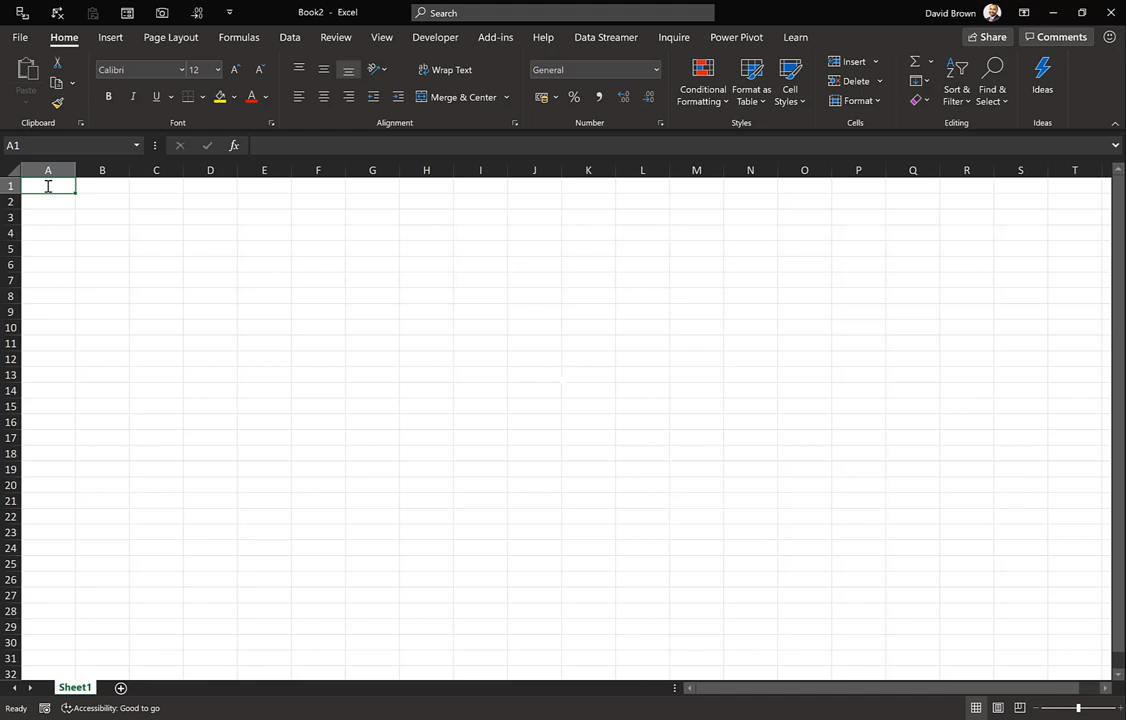 Book2 - Excel
Search
David Brown
File Home Insert Page Layout Formulas Data Review View Developer Add-ins Help Data Streamer Inquire Power Pivot Learn Share Comments
Paste
Calibri 12
B I U A
Wrap Text
Merge & Center
General
Conditional Formatting
Format as Table
Cell Styles
Insert
Delete
Format
Sort & Filter
Find & Select
Ideas
Clipboard Font Alignment Number Styles Cells Editing Ideas
A1 fx
A B C D E F G H I J K L M N O P Q R S T
1
2
3
4
5
6
7
8
9
10
11
12
13
14
15
16
17
18
19
20
21
22
23
24
25
26
27
28
29
30
31
32
Sheet1
Ready Accessibility: Good to go